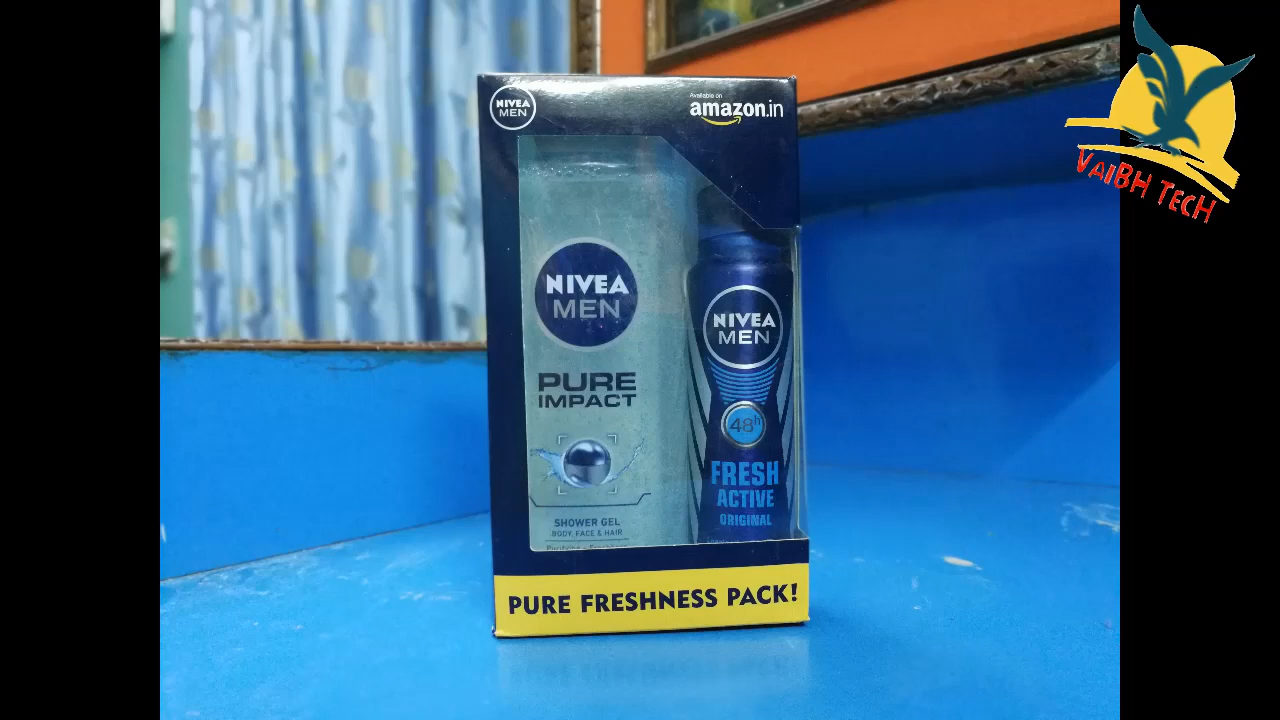 NIVEA
MEN
Available on
amazon.in
NIVEA
MEN
PURE
IMPACT
SHOWER GEL
BODY, FACE & HAIR
NIVEA
MEN
48h
FRESH
ACTIVE
ORIGINAL
PURE FRESHNESS PACK!
VAIBH TECH